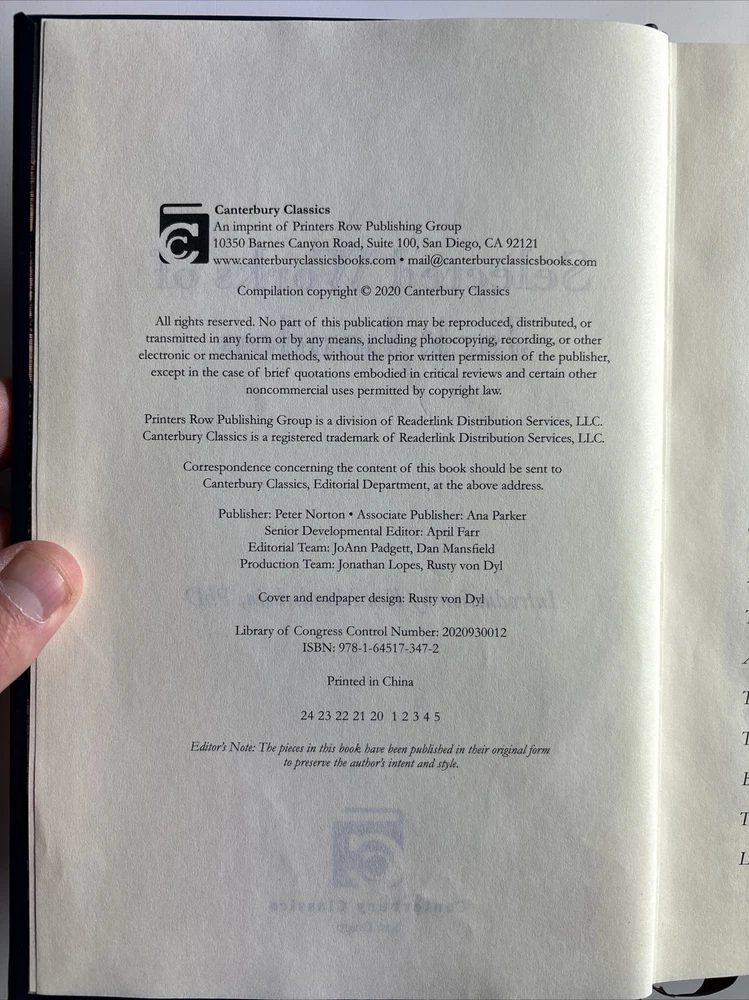 Canterbury Classics
An imprint of Printers Row Publishing Group
10350 Barnes Canyon Road, Suite 100, San Diego, CA 92121
www.canterburyclassicsbooks.com • mail@canterburyclassicsbooks.com
Compilation copyright © 2020 Canterbury Classics
All rights reserved. No part of this publication may be reproduced, distributed, or
transmitted in any form or by any means, including photocopying, recording, or other
electronic or mechanical methods, without the prior written permission of the publisher,
except in the case of brief quotations embodied in critical reviews and certain other
noncommercial uses permitted by copyright law.
Printers Row Publishing Group is a division of Readerlink Distribution Services, LLC.
Canterbury Classics is a registered trademark of Readerlink Distribution Services, LLC.
Correspondence concerning the content of this book should be sent to
Canterbury Classics, Editorial Department, at the above address.
Publisher: Peter Norton • Associate Publisher: Ana Parker
Senior Developmental Editor: April Farr
Editorial Team: JoAnn Padgett, Dan Mansfield
Production Team: Jonathan Lopes, Rusty von Dyl
Cover and endpaper design: Rusty von Dyl
Library of Congress Control Number: 2020930012
ISBN: 978-1-64517-347-2
Printed in China
24 23 22 21 20 1 2 3 4 5
Editor's Note: The pieces in this book have been published in their original form
to preserve the author's intent and style.